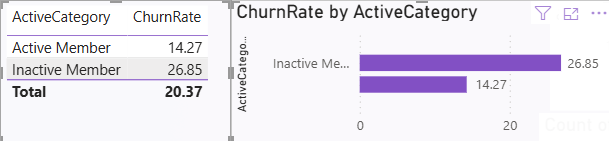 ActiveCategory ChurnRate
Active Member 14.27
Inactive Member 26.85
Total 20.37
ChurnRate by ActiveCategory
ActiveCatego...
Inactive Me... 26.85
14.27
0 20
Count o